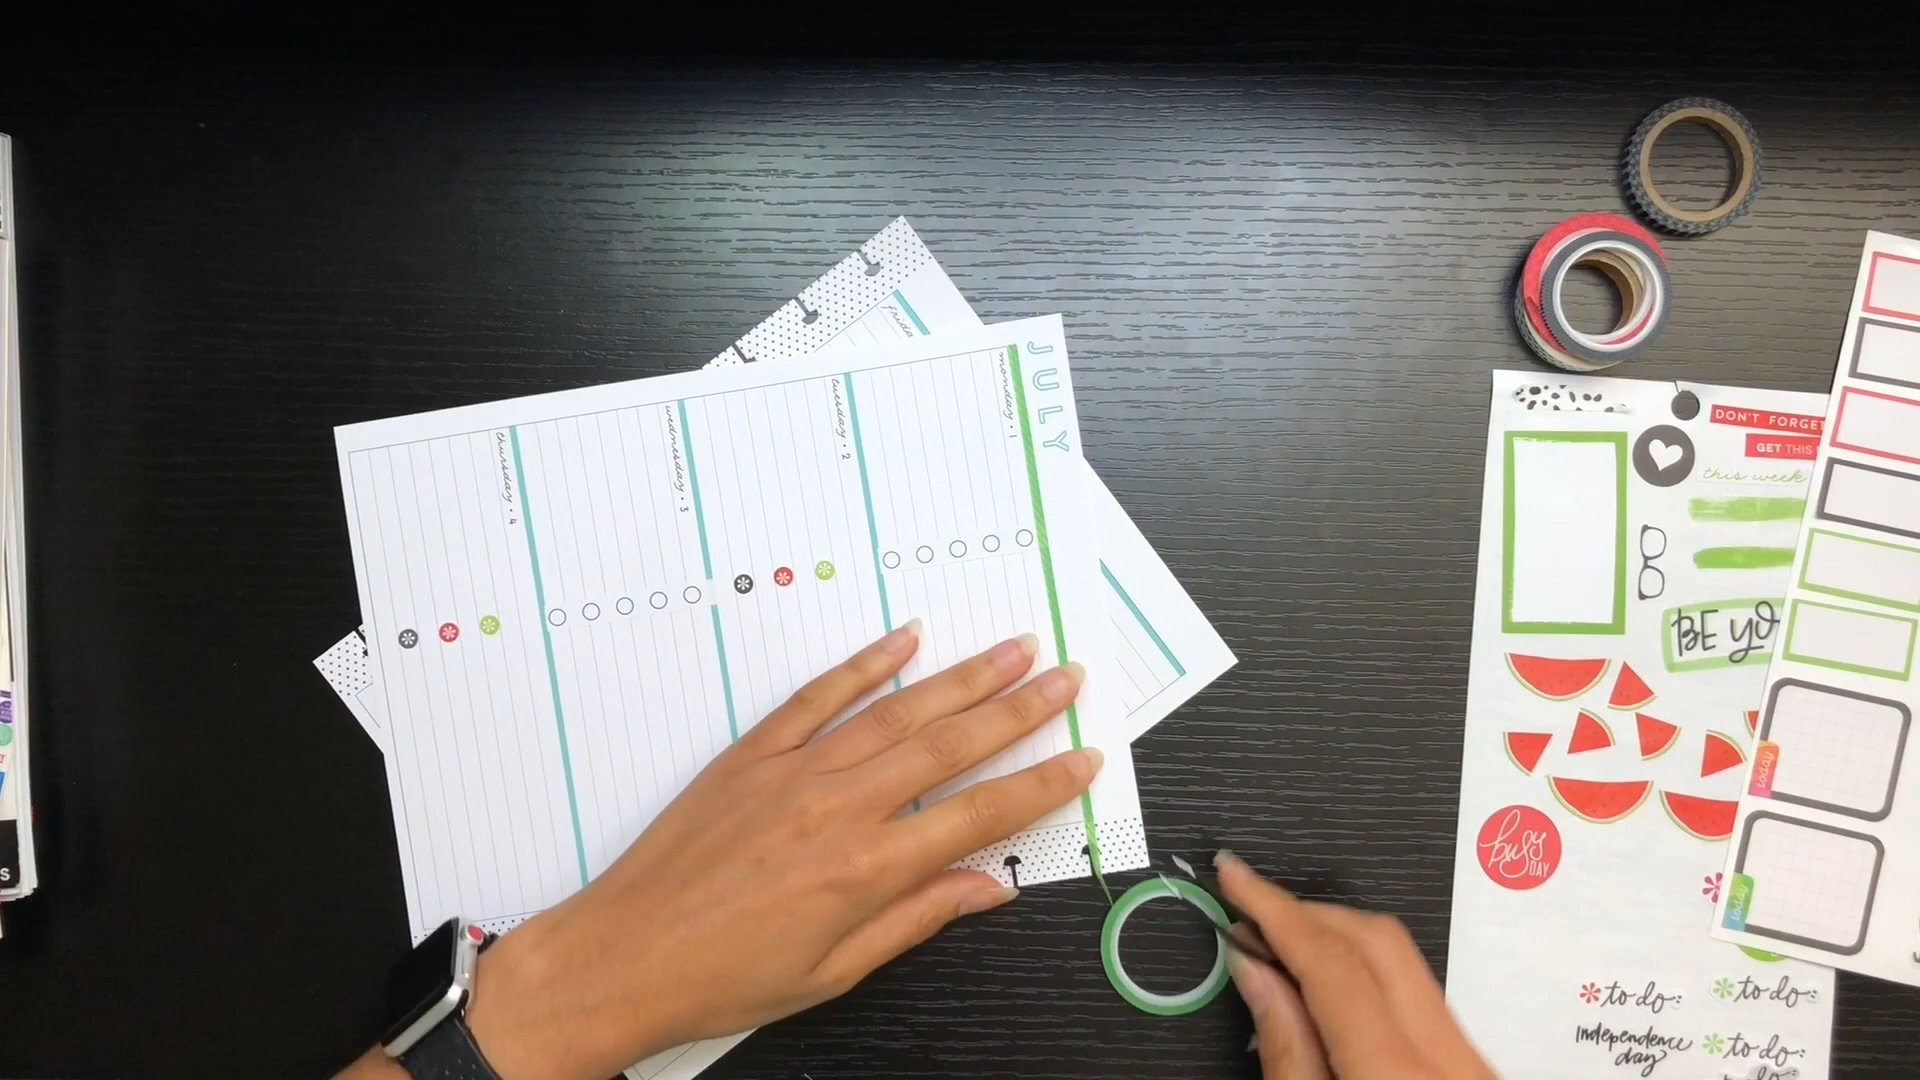 JULY
monday • 1
tuesday • 2
wednesday • 3
thursday • 4
frida
DON'T FORGET
GET THIS
this week
BE YO
today
busy
DAY
today
*to do:
*to do:
independence
day
*to do:
S